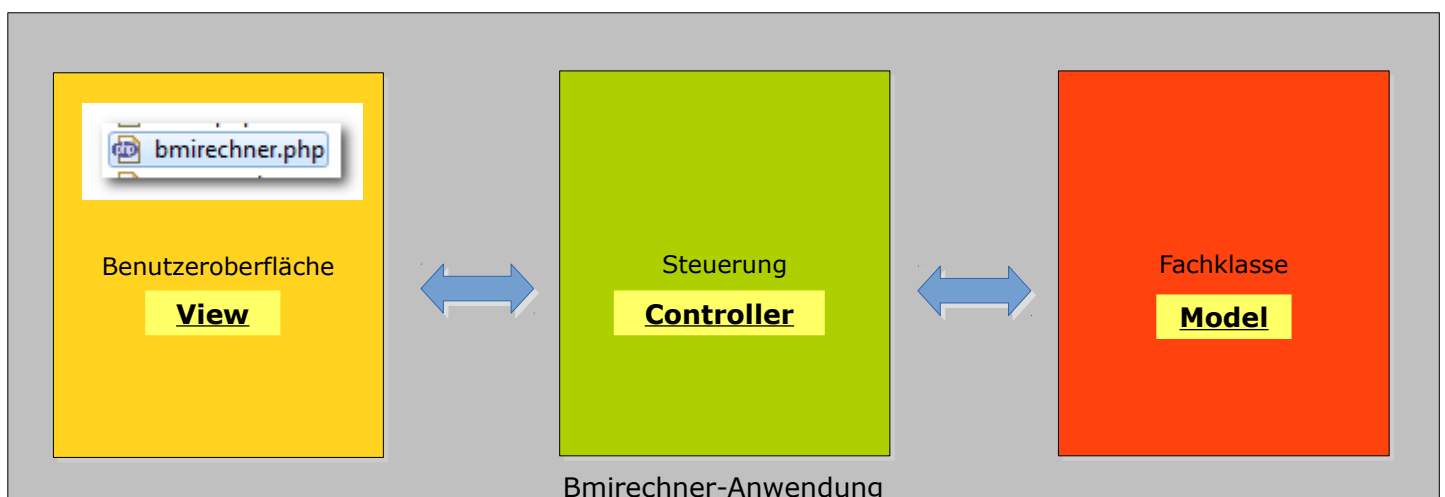 bmirechner.php
Benutzeroberfläche
View
Steuerung
Controller
Fachklasse
Model
Bmirechner-Anwendung